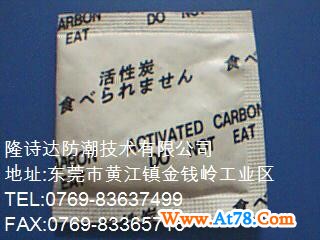 CARBON
DO NOT
EAT
活性炭
食べられません
ACTIVATED CARBON
DO NOT EAT
隆诗达防潮技术有限公司
地址:东莞市黄江镇金钱岭工业区
TEL:0769-83637499
FAX:0769-83365746
www.At78.Com